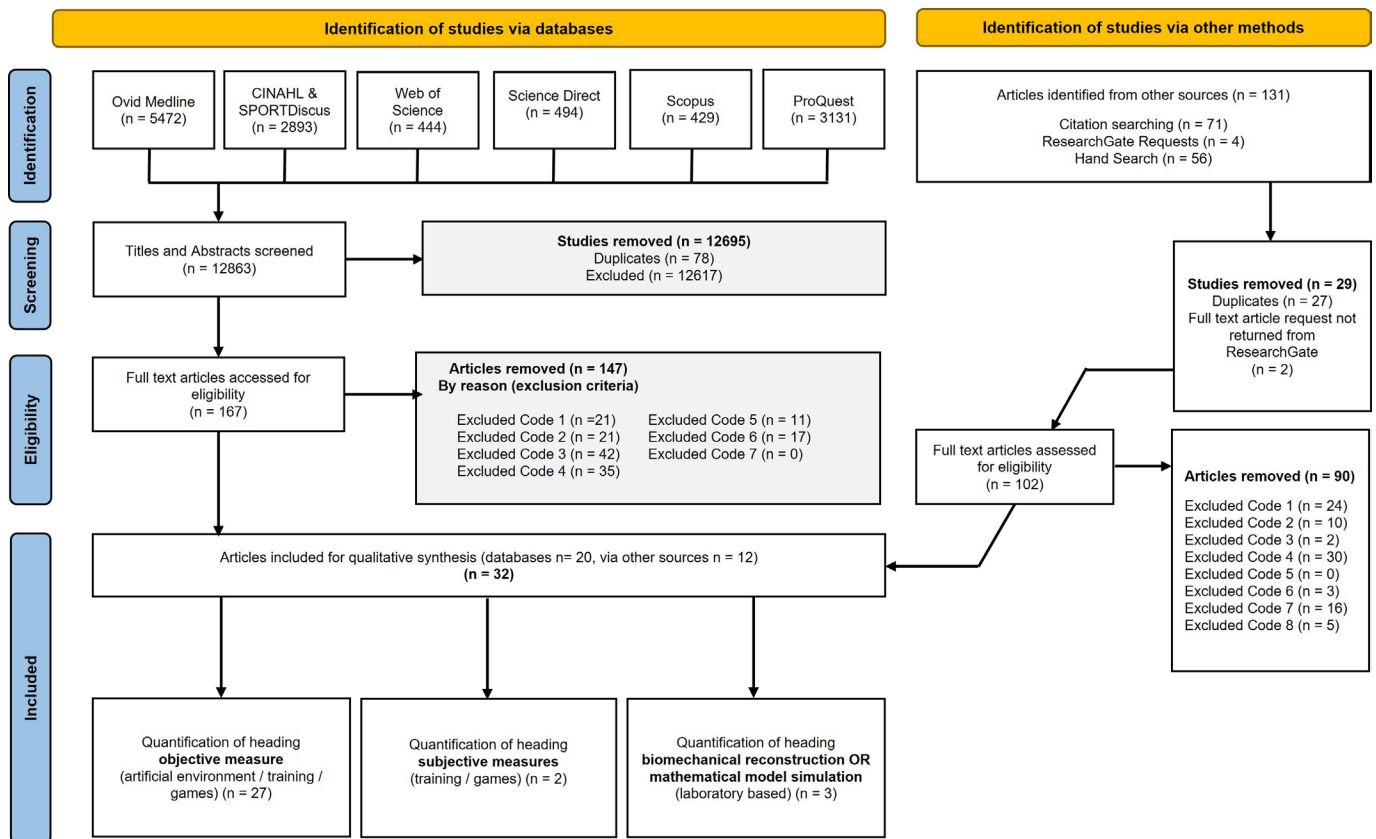 Identification of studies via databases
Identification of studies via other methods
Identification
Ovid Medline
(n = 5472)
CINAHL &
SPORTDiscus
(n = 2893)
Web of
Science
(n = 444)
Science Direct
(n = 494)
Scopus
(n = 429)
ProQuest
(n = 3131)
Articles identified from other sources (n = 131)
Citation searching (n = 71)
ResearchGate Requests (n = 4)
Hand Search (n = 56)
Screening
Titles and Abstracts screened
(n = 12863)
Studies removed (n = 12695)
Duplicates (n = 78)
Excluded (n = 12617)
Studies removed (n = 29)
Duplicates (n = 27)
Full text article request not
returned from
ResearchGate
(n = 2)
Eligibility
Full text articles accessed for
eligibility
(n = 167)
Articles removed (n = 147)
By reason (exclusion criteria)
Excluded Code 1 (n =21)
Excluded Code 2 (n = 21)
Excluded Code 3 (n = 42)
Excluded Code 4 (n = 35)
Excluded Code 5 (n = 11)
Excluded Code 6 (n = 17)
Excluded Code 7 (n = 0)
Full text articles assessed
for eligibility
(n = 102)
Articles removed (n = 90)
Excluded Code 1 (n = 24)
Excluded Code 2 (n = 10)
Excluded Code 3 (n = 2)
Excluded Code 4 (n = 30)
Excluded Code 5 (n = 0)
Excluded Code 6 (n = 3)
Excluded Code 7 (n = 16)
Excluded Code 8 (n = 5)
Included
Articles included for qualitative synthesis (databases n= 20, via other sources n = 12)
(n = 32)
Quantification of heading
objective measure
(artificial environment / training /
games) (n = 27)
Quantification of heading
subjective measures
(training / games) (n = 2)
Quantification of heading
biomechanical reconstruction OR
mathematical model simulation
(laboratory based) (n = 3)